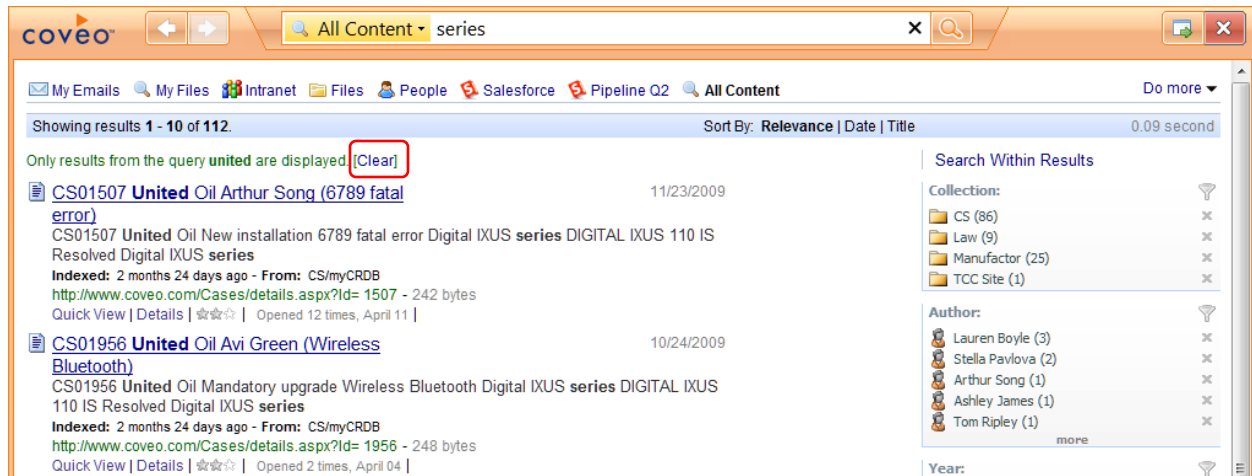 coveo™ All Content series
My Emails My Files Intranet Files People Salesforce Pipeline Q2 All Content Do more
Showing results 1 - 10 of 112. Sort By: Relevance | Date | Title 0.09 second
Only results from the query united are displayed. [Clear]
CS01507 United Oil Arthur Song (6789 fatal error) 11/23/2009
CS01507 United Oil New installation 6789 fatal error Digital IXUS series DIGITAL IXUS 110 IS
Resolved Digital IXUS series
Indexed: 2 months 24 days ago - From: CS/myCRDB
http://www.coveo.com/Cases/details.aspx?Id= 1507 - 242 bytes
Quick View | Details | Opened 12 times, April 11 |
CS01956 United Oil Avi Green (Wireless Bluetooth) 10/24/2009
CS01956 United Oil Mandatory upgrade Wireless Bluetooth Digital IXUS series DIGITAL IXUS
110 IS Resolved Digital IXUS series
Indexed: 2 months 24 days ago - From: CS/myCRDB
http://www.coveo.com/Cases/details.aspx?Id= 1956 - 248 bytes
Quick View | Details | Opened 2 times, April 04 |
Search Within Results
Collection:
CS (86)
Law (9)
Manufactor (25)
TCC Site (1)
Author:
Lauren Boyle (3)
Stella Pavlova (2)
Arthur Song (1)
Ashley James (1)
Tom Ripley (1)
more
Year: